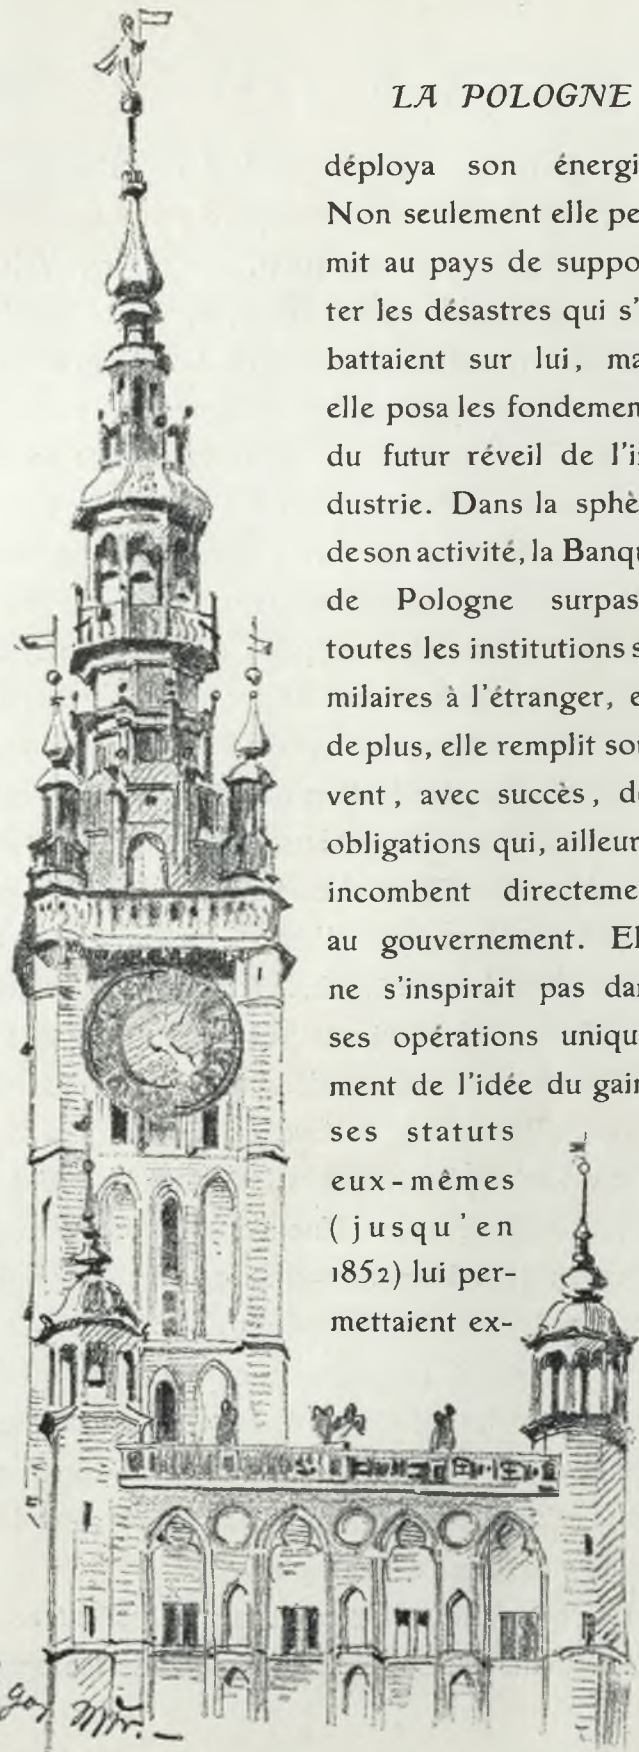 LA POLOGNE
déploya son énergi
Non seulement elle pe
mit au pays de suppo
ter les désastres qui s'
battaient sur lui, ma
elle posa les fondemen
du futur réveil de l'i
dustrie. Dans la sphè
de son activité, la Banqu
de Pologne surpas
toutes les institutions s
milaires à l'étranger, e
de plus, elle remplit sou
vent, avec succès, d
obligations qui, ailleur
incombent directeme
au gouvernement. El
ne s'inspirait pas dan
ses opérations uniqu
ment de l'idée du gain
ses statuts
eux-mêmes
(jusqu'en
1852) lui per-
mettaient ex-